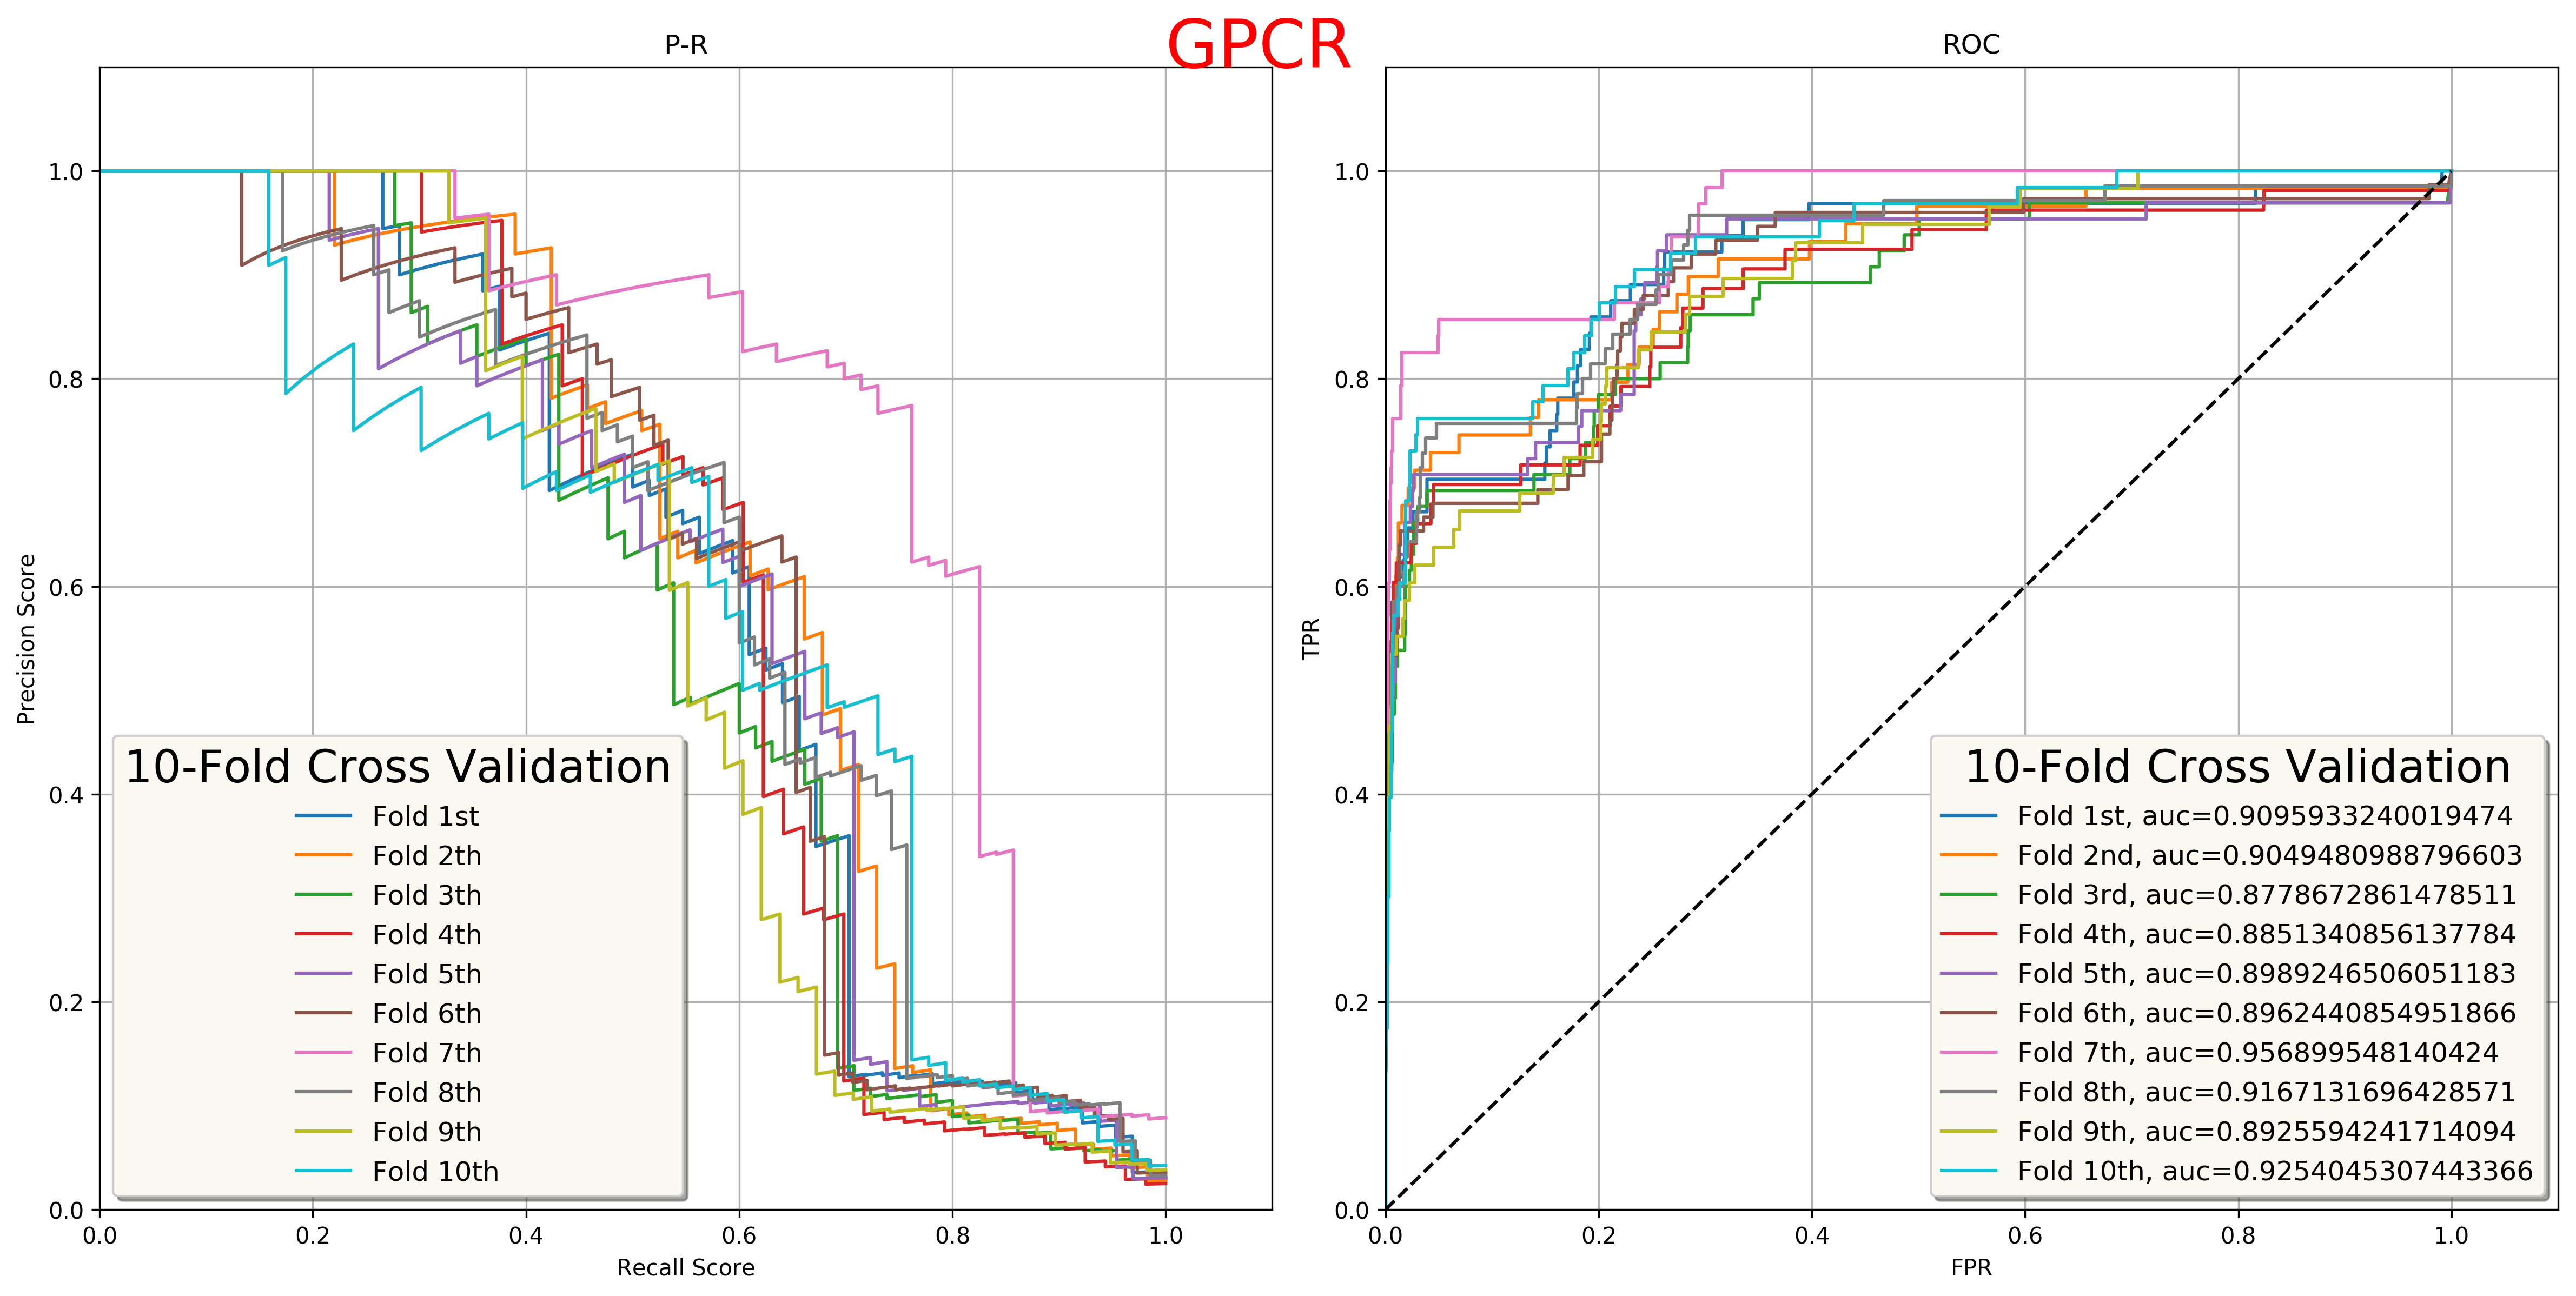 GPCR
P-R
1.0
0.8
0.6
0.4
0.2
0.0
Precision Score
0.0 0.2 0.4 0.6 0.8 1.0
Recall Score
10-Fold Cross Validation
Fold 1st
Fold 2th
Fold 3th
Fold 4th
Fold 5th
Fold 6th
Fold 7th
Fold 8th
Fold 9th
Fold 10th
ROC
1.0
0.8
0.6
0.4
0.2
0.0
TPR
0.0 0.2 0.4 0.6 0.8 1.0
FPR
10-Fold Cross Validation
Fold 1st, auc=0.9095933240019474
Fold 2nd, auc=0.9049480988796603
Fold 3rd, auc=0.8778672861478511
Fold 4th, auc=0.8851340856137784
Fold 5th, auc=0.8989246506051183
Fold 6th, auc=0.8962440854951866
Fold 7th, auc=0.956899548140424
Fold 8th, auc=0.9167131696428571
Fold 9th, auc=0.8925594241714094
Fold 10th, auc=0.9254045307443366